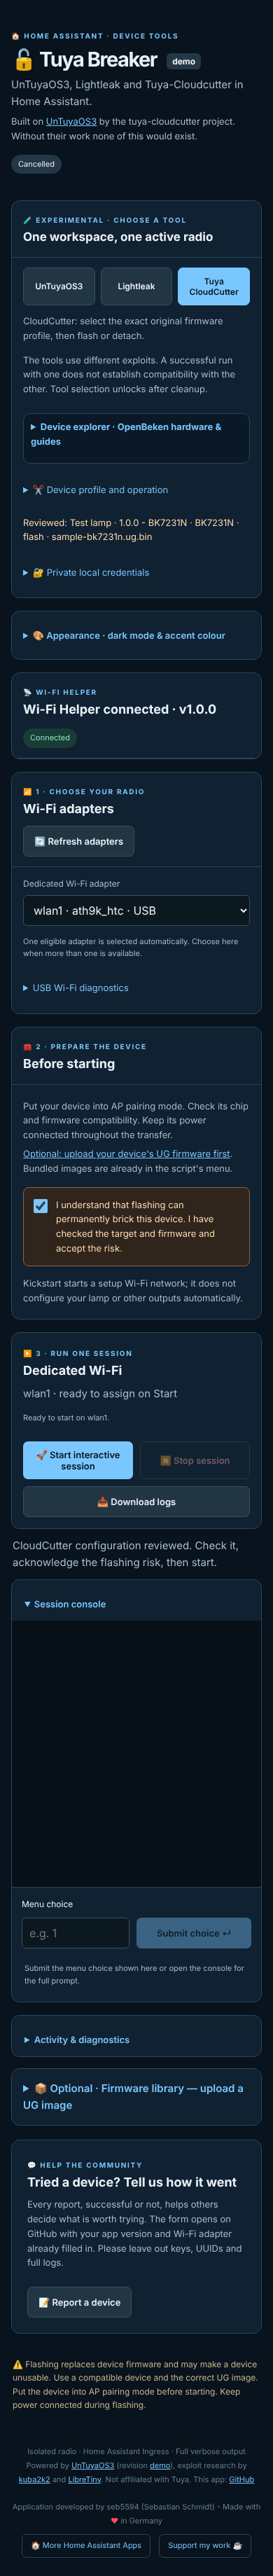 🏠 HOME ASSISTANT · DEVICE TOOLS
🔓 Tuya Breaker demo
UnTuyaOS3, Lightleak and Tuya-Cloudcutter in
Home Assistant.
Built on UnTuyaOS3 by the tuya-cloudcutter project.
Without their work none of this would exist.
Cancelled
🧪 EXPERIMENTAL · CHOOSE A TOOL
One workspace, one active radio
UnTuyaOS3
Lightleak
Tuya
CloudCutter
CloudCutter: select the exact original firmware
profile, then flash or detach.
The tools use different exploits. A successful run
with one does not establish compatibility with the
other. Tool selection unlocks after cleanup.
▶ Device explorer · OpenBeken hardware &
guides
▶ ✂️ Device profile and operation
Reviewed: Test lamp · 1.0.0 - BK7231N · BK7231N ·
flash · sample-bk7231n.ug.bin
▶ 🔐 Private local credentials
▶ 🎨 Appearance · dark mode & accent colour
📡 WI-FI HELPER
Wi-Fi Helper connected · v1.0.0
Connected
📶 1 · CHOOSE YOUR RADIO
Wi-Fi adapters
🔄 Refresh adapters
Dedicated Wi-Fi adapter
wlan1 · ath9k_htc · USB
One eligible adapter is selected automatically. Choose here
when more than one is available.
▶ USB Wi-Fi diagnostics
🧰 2 · PREPARE THE DEVICE
Before starting
Put your device into AP pairing mode. Check its chip
and firmware compatibility. Keep its power
connected throughout the transfer.
Optional: upload your device's UG firmware first.
Bundled images are already in the script's menu.
I understand that flashing can
permanently brick this device. I have
checked the target and firmware and
accept the risk.
Kickstart starts a setup Wi-Fi network; it does not
configure your lamp or other outputs automatically.
▶️ 3 · RUN ONE SESSION
Dedicated Wi-Fi
wlan1 · ready to assign on Start
Ready to start on wlan1.
🚀 Start interactive
session
⏹️ Stop session
📥 Download logs
CloudCutter configuration reviewed. Check it,
acknowledge the flashing risk, then start.
▼ Session console
Menu choice
e.g. 1
Submit choice ↵
Submit the menu choice shown here or open the console for
the full prompt.
▶ Activity & diagnostics
▶ 📦 Optional · Firmware library — upload a
UG image
💬 HELP THE COMMUNITY
Tried a device? Tell us how it went
Every report, successful or not, helps others
decide what is worth trying. The form opens on
GitHub with your app version and Wi-Fi adapter
already filled in. Please leave out keys, UUIDs and
full logs.
📝 Report a device
⚠️ Flashing replaces device firmware and may make a device
unusable. Use a compatible device and the correct UG image.
Put the device into AP pairing mode before starting. Keep
power connected during flashing.
Isolated radio · Home Assistant Ingress · Full verbose output
Powered by UnTuyaOS3 (revision demo), exploit research by
kuba2k2 and LibreTiny. Not affiliated with Tuya. This app: GitHub
Application developed by seb5594 (Sebastian Schmidt) - Made with
❤️ in Germany
🏠 More Home Assistant Apps
Support my work ☕